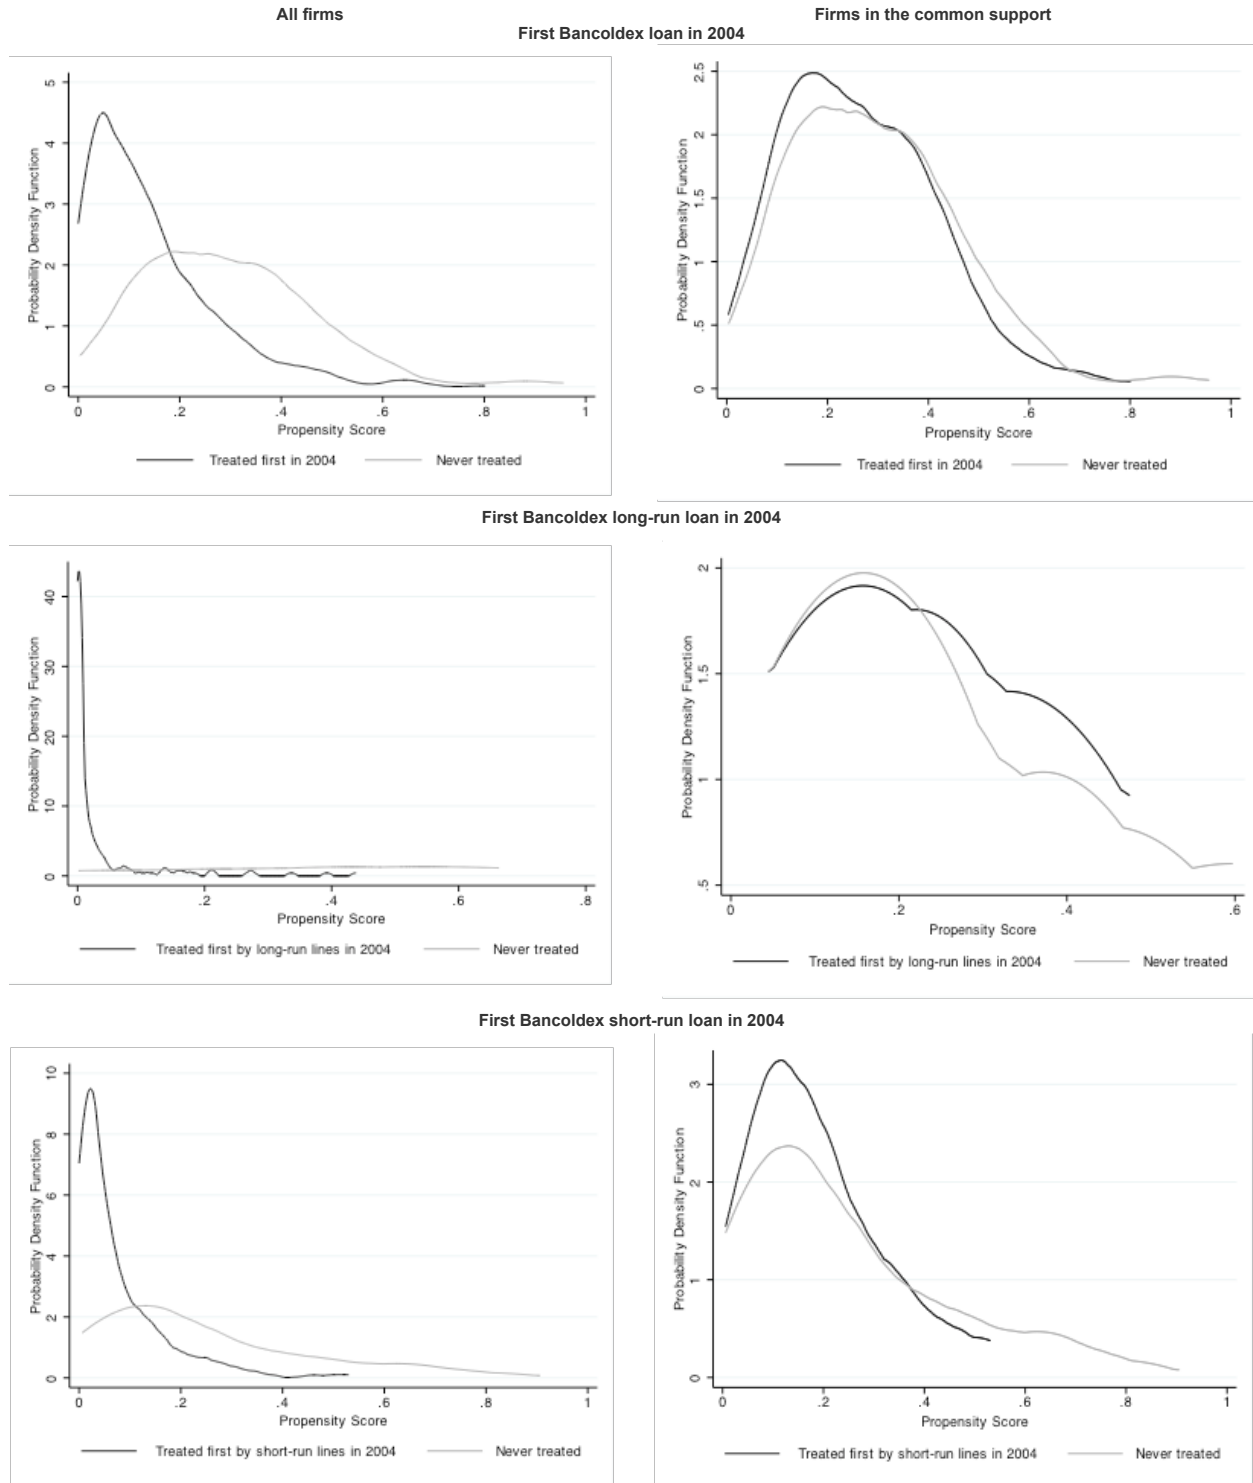 All firms
Firms in the common support
First Bancoldex loan in 2004
Probability Density Function
5
4
3
2
1
0
0 .2 .4 .6 .8 1
Propensity Score
Treated first in 2004 Never treated
Probability Density Function
2.5
2
1.5
1
.5
0
0 .2 .4 .6 .8 1
Propensity Score
Treated first in 2004 Never treated
First Bancoldex long-run loan in 2004
Probability Density Function
40
30
20
10
0
0 .2 .4 .6 .8
Propensity Score
Treated first by long-run lines in 2004 Never treated
Probability Density Function
2
1.5
1
.5
0 .2 .4 .6
Propensity Score
Treated first by long-run lines in 2004 Never treated
First Bancoldex short-run loan in 2004
Probability Density Function
10
8
6
4
2
0
0 .2 .4 .6 .8 1
Propensity Score
Treated first by short-run lines in 2004 Never treated
Probability Density Function
3
2
1
0
0 .2 .4 .6 .8 1
Propensity Score
Treated first by short-run lines in 2004 Never treated